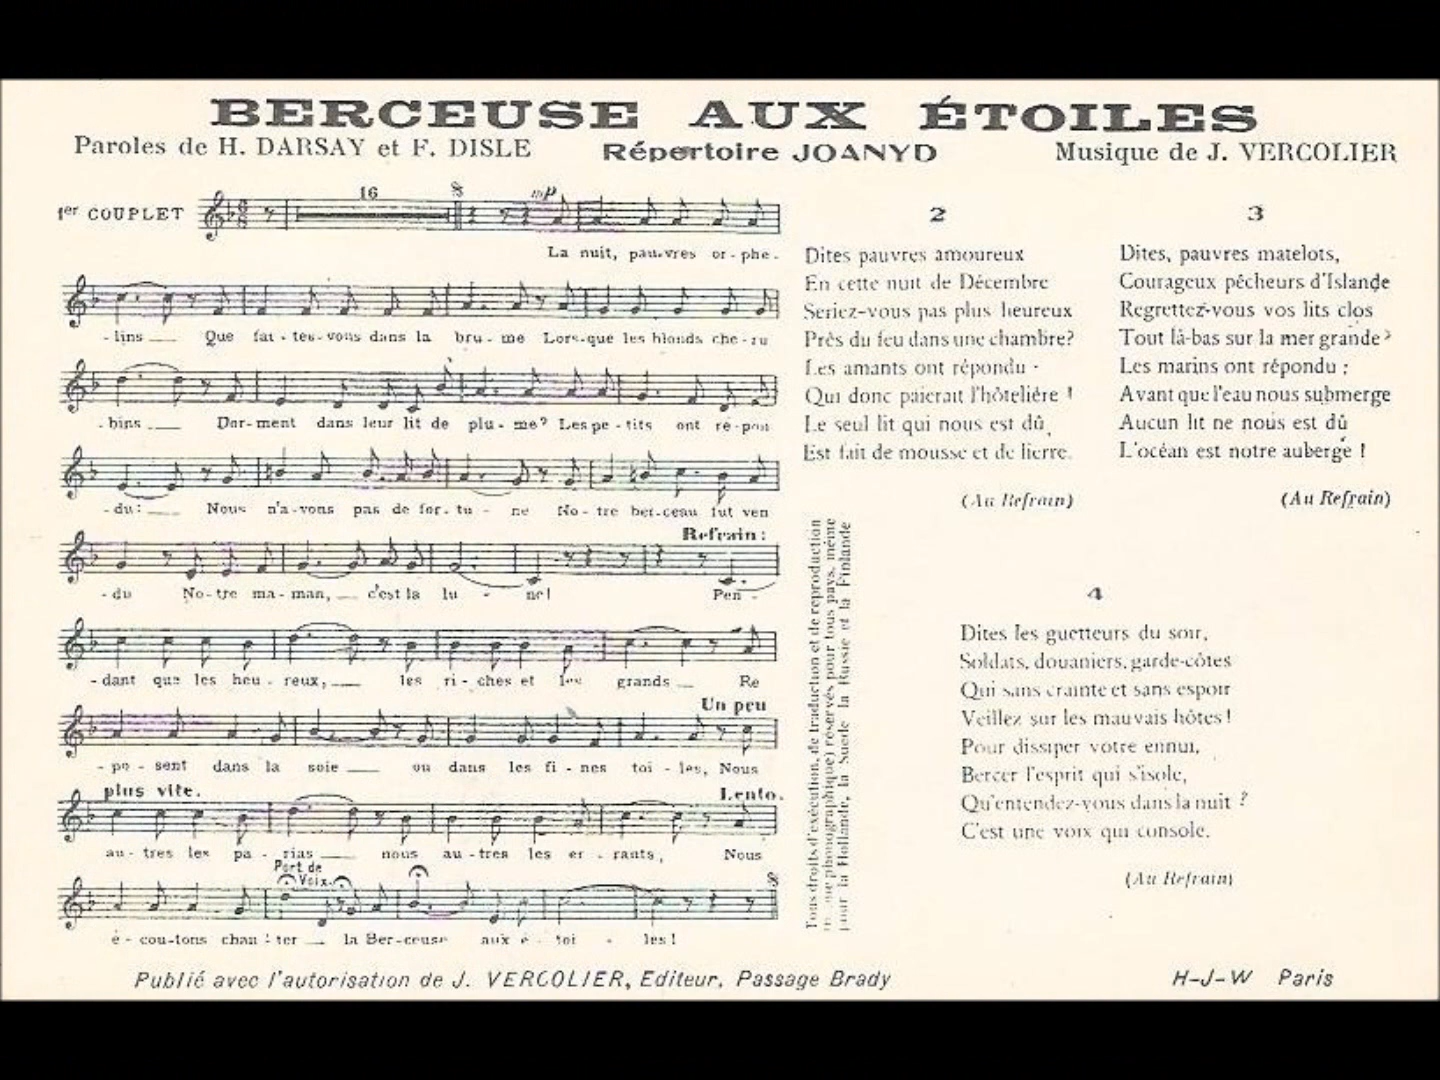 BERCEUSE AUX ÉTOILES
Paroles de H. DARSAY et F. DISLE
Répertoire JOANYD
Musique de J. VERCOLIER
1er COUPLET
16
mp
La nuit, pau-vres or-phe-
-lins Que fai-tes-vous dans la bru-me Lors-que les blonds ché-ru
-bins Dor-ment dans leur lit de plu-me? Les pe-tits ont ré-pon
-du: Nous n'a-vons pas de for-tu-ne No-tre ber-ceau fut ven
Refrain:
-du No-tre ma-man, c'est la lu-ne! Pen-
-dant que les heu-reux, les ri-ches et les grands Re
Un peu
-po-sent dans la soie ou dans les fi-nes toi-les, Nous
plus vite.
Lento.
au-tres les pa-rias nous au-tres les er-rants, Nous
Port de
Voix.
é-cou-tons chan-ter la Ber-ceuse aux é-toi-les!
2
Dites pauvres amoureux
En cette nuit de Décembre
Seriez-vous pas plus heureux
Près du feu dans une chambre?
Les amants ont répondu -
Qui donc paierait l'hôtelière !
Le seul lit qui nous est dû,
Est fait de mousse et de lierre.
(Au Refrain)
3
Dites, pauvres matelots,
Courageux pêcheurs d'Islande
Regrettez-vous vos lits clos
Tout là-bas sur la mer grande?
Les marins ont répondu ;
Avant que l'eau nous submerge
Aucun lit ne nous est dû
L'océan est notre auberge !
(Au Refrain)
4
Dites les guetteurs du soir,
Soldats, douaniers, garde-côtes
Qui sans crainte et sans espoir
Veillez sur les mauvais hôtes!
Pour dissiper votre ennui,
Bercer l'esprit qui s'isole,
Qu'entendez-vous dans la nuit ?
C'est une voix qui console.
(Au Refrain)
Tous droits d'exécution, de traduction et de reproduction
phonographique) réservés pour tous pays, même
pour la Hollande, la Suède la Russie et la Finlande
Publié avec l'autorisation de J. VERCOLIER, Editeur, Passage Brady
H-J-W Paris